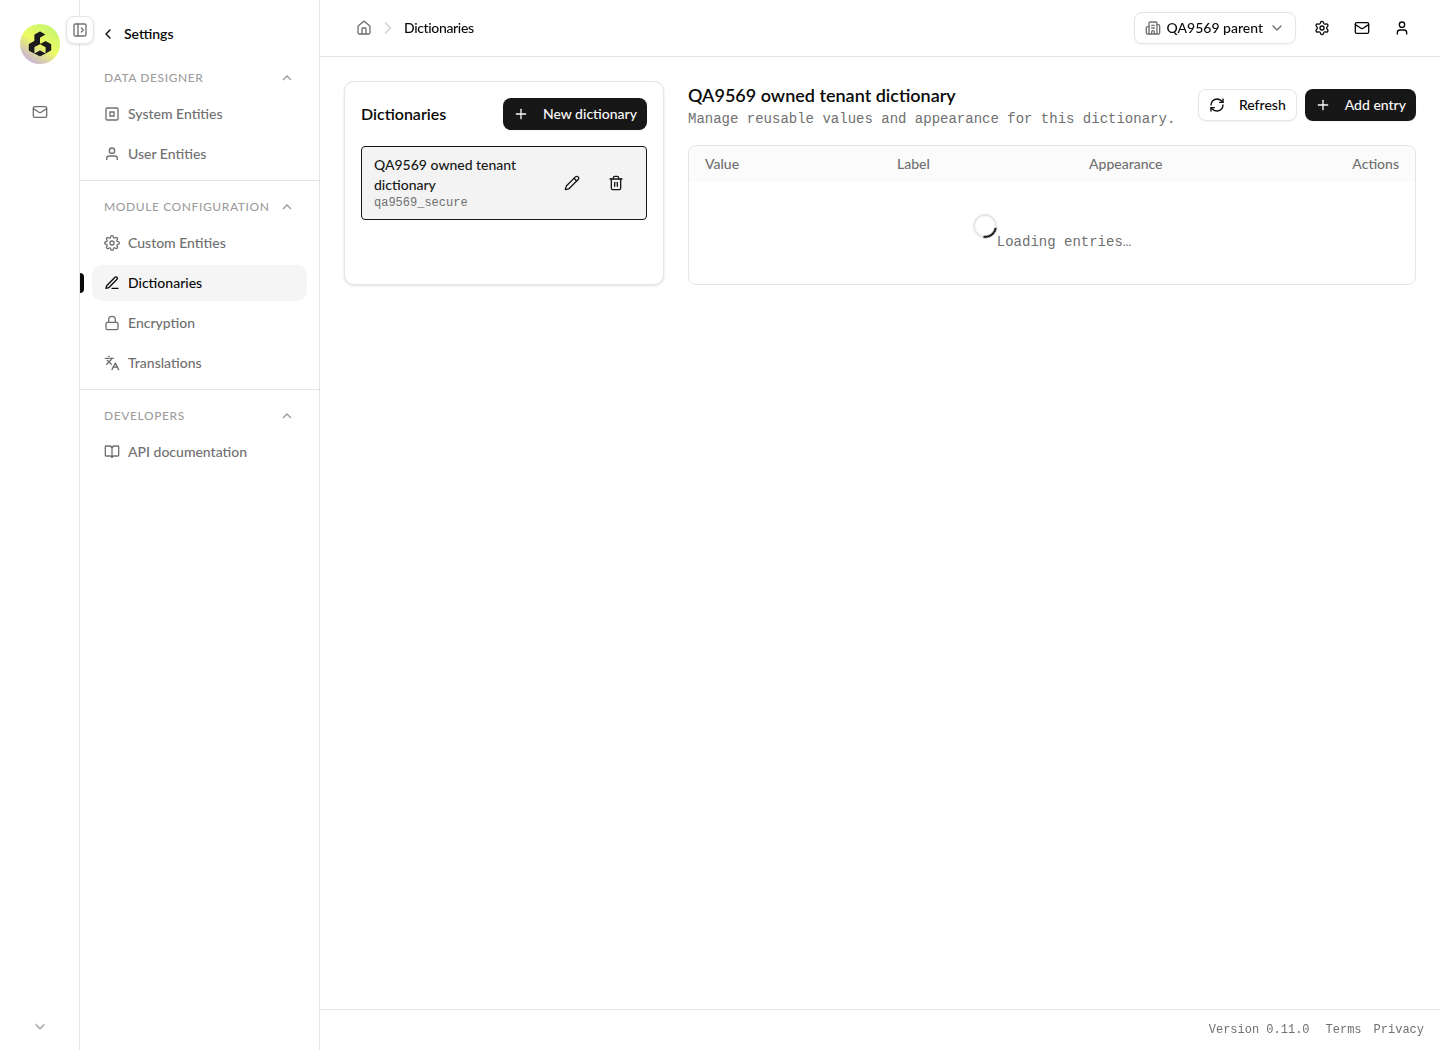 Settings
DATA DESIGNER
System Entities
User Entities
MODULE CONFIGURATION
Custom Entities
Dictionaries
Encryption
Translations
DEVELOPERS
API documentation
Dictionaries
QA9569 parent
Dictionaries
New dictionary
QA9569 owned tenant
dictionary
qa9569_secure
QA9569 owned tenant dictionary
Manage reusable values and appearance for this dictionary.
Refresh
Add entry
Value Label Appearance Actions
Loading entries…
Version 0.11.0 Terms Privacy